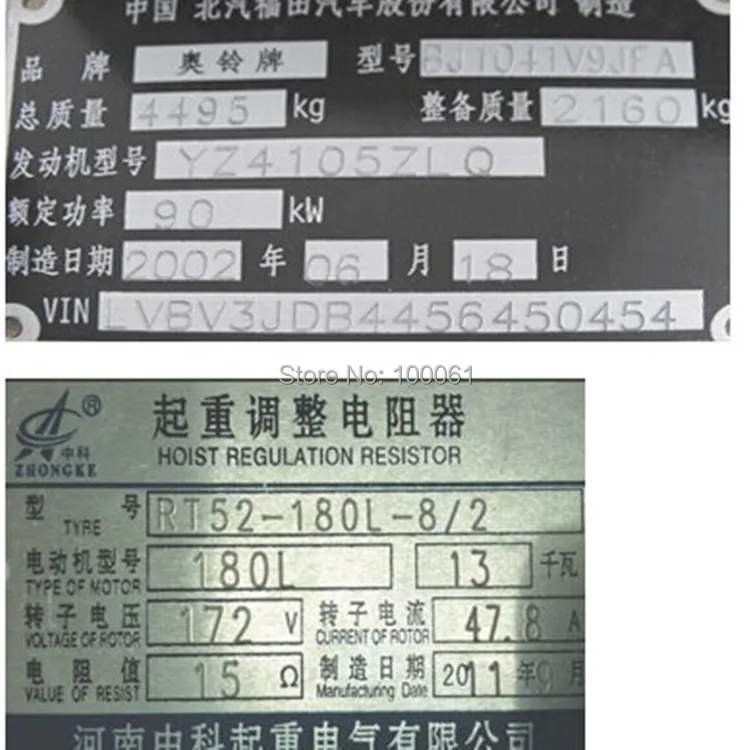 中国 北汽福田汽车股份有限公司 制造
品牌 奥铃牌 型号 BJ1041V9JFA
总质量 4495 kg 整备质量 2160 kg
发动机型号 YZ4105ZLQ
额定功率 90 kW
制造日期 2002 年 06 月 18 日
VIN LVBV3JDB4456450454
Store No: 100061
中科 ® 起重调整电阻器
ZHONGKE HOIST REGULATION RESISTOR
型号 RT52-180L-8/2
TYRE
电动机型号 180L 13 千瓦
TYPE OF MOTOR
转子电压 172 V 转子电流 47.8 A
VOLTAGE OF ROTOR CURRENT OF ROTOR
电阻值 15 Ω 制造日期 2011年9月
VALUE OF RESIST Manufacturing Date
河南中科起重电气有限公司